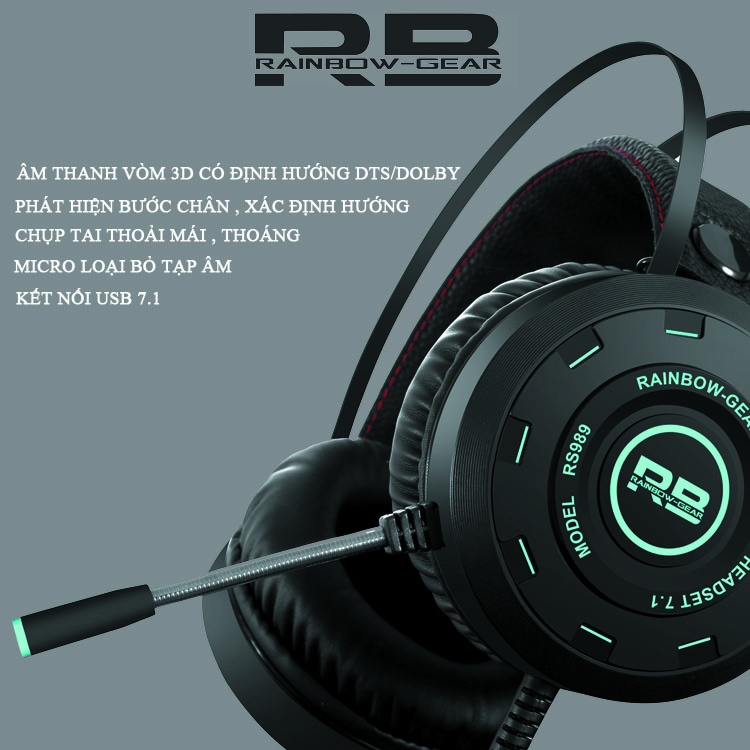 RB
RAINBOW-GEAR
ÂM THANH VÒM 3D CÓ ĐỊNH HƯỚNG DTS/DOLBY
PHÁT HIỆN BƯỚC CHÂN , XÁC ĐỊNH HƯỚNG
CHỤP TAI THOẢI MÁI , THOÁNG
MICRO LOẠI BỎ TẠP ÂM
KẾT NỐI USB 7.1
RAINBOW-GEA
MODEL RS989
RB
RAINBOW-GEAR
HEADSET 7.1